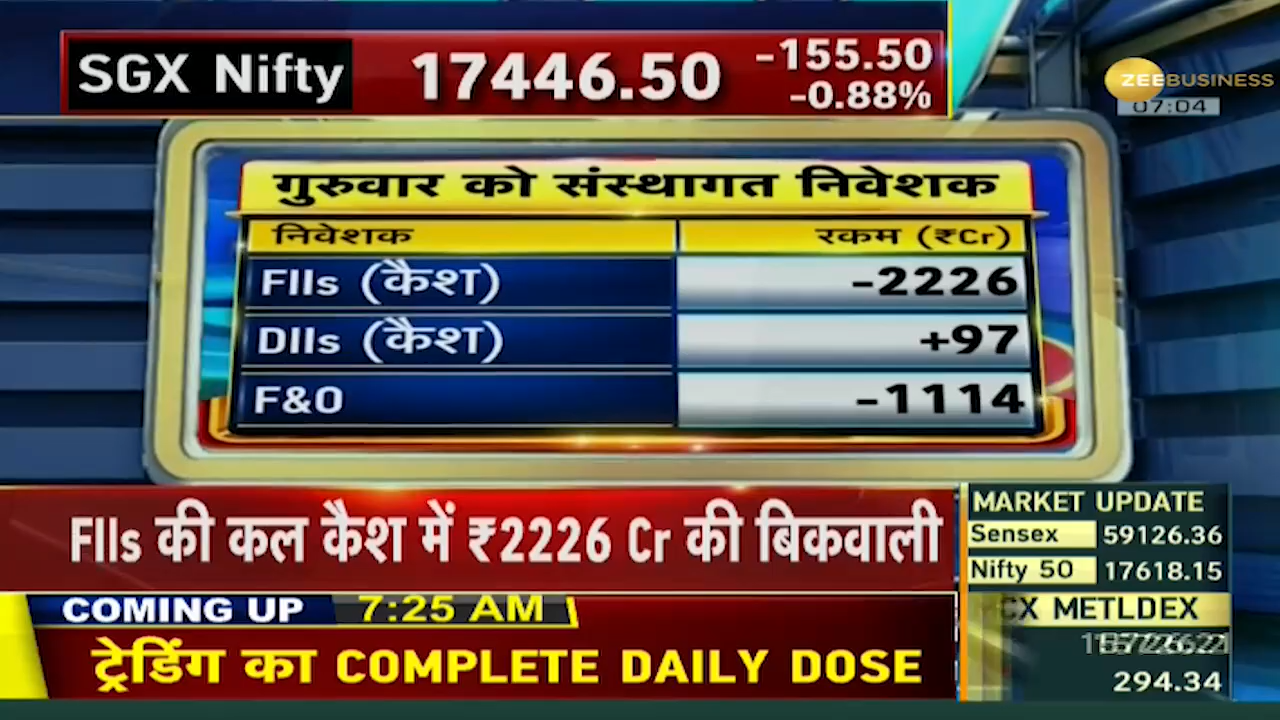 SGX Nifty 17446.50 -155.50
-0.88%
ZEEBUSINESS
07:04
गुरुवार को संस्थागत निवेशक
निवेशक रकम (₹Cr)
FIIs (कैश) -2226
DIIs (कैश) +97
F&O -1114
FIIs की कल कैश में ₹2226 Cr की बिकवाली
COMING UP 7:25 AM
ट्रेडिंग का COMPLETE DAILY DOSE
MARKET UPDATE
Sensex 59126.36
Nifty 50 17618.15
CX METLDEX
294.34